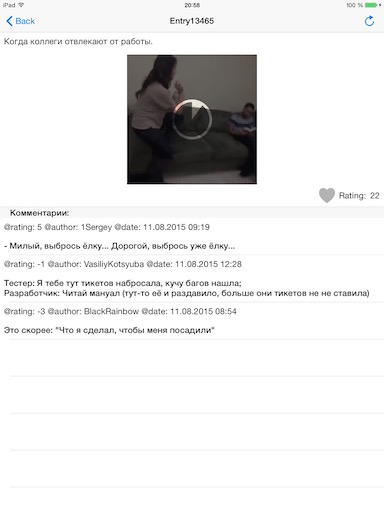 iPad 20:58 100 %
Back Entry13465
Когда коллеги отвлекают от работы.
Rating: 22
Комментарии:
@rating: 5 @author: 1Sergey @date: 11.08.2015 09:19
- Милый, выбрось ёлку... Дорогой, выбрось уже ёлку...
@rating: -1 @author: VasiliyKotsyuba @date: 11.08.2015 12:28
Тестер: Я тебе тут тикетов набросала, кучу багов нашла;
Разработчик: Читай мануал (тут-то её и раздавило, больше они тикетов не не ставила)
@rating: -3 @author: BlackRainbow @date: 11.08.2015 08:54
Это скорее: "Что я сделал, чтобы меня посадили"